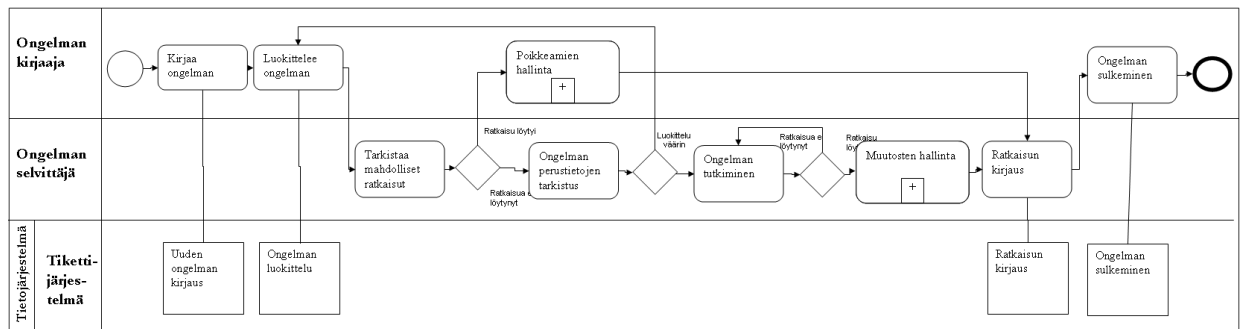 Ongelman
kirjaaja
Kirjaa
ongelman
Luokittelee
ongelman
Poikkeamien
hallinta
+
Ongelman
sulkeminen
Ongelman
selvittäjä
Tarkistaa
mahdolliset
ratkaisut
Ratkaisu löytyi
Ratkaisua e
löytynyt
Ongelman
perustietojen
tarkistus
Luokittelu
väärin
Ongelman
tutkiminen
Ratkaisua e
löytynyt
Ratkaisu
Muutosten hallinta
+
Ratkaisun
kirjaus
Tietojärjestelmä
Tiketti-
järjes-
telmä
Uuden
ongelman
kirjaus
Ongelman
luokittelu
Ratkaisun
kirjaus
Ongelman
sulkeminen